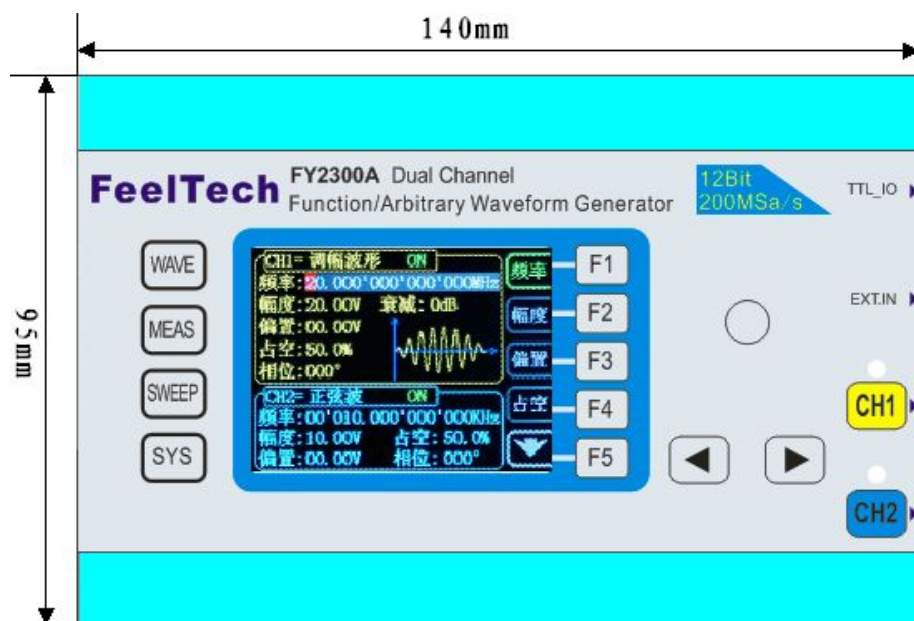 140mm
95mm
FeelTech
FY2300A Dual Channel
Function/Arbitrary Waveform Generator
12Bit
200MSa/s
TTL_IO
EXT.IN
WAVE
MEAS
SWEEP
SYS
CH1= 调幅波形 ON
频率:20.000'000'000'000MHz
幅度:20.00V 衰减:0dB
偏置:00.00V
占空:50.0%
相位:000°
CH2= 正弦波 ON
频率:00'010.000'000'000KHz
幅度:10.00V 占空:50.0%
偏置:00.00V 相位:000°
频率
幅度
偏置
占空
F1
F2
F3
F4
F5
CH1
CH2